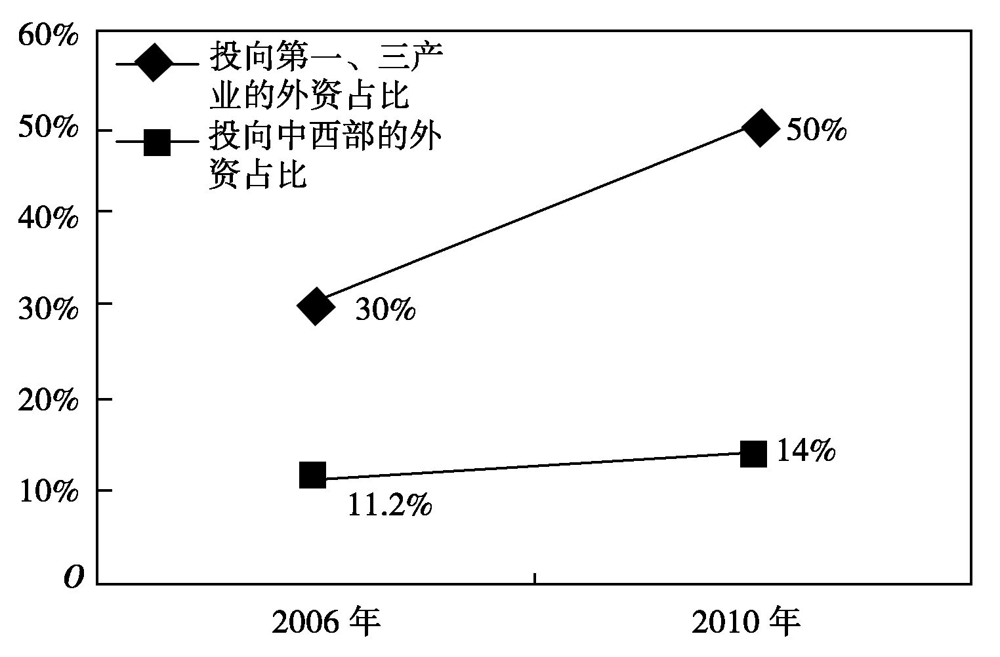 60%
投向第一、三产
业的外资占比
50%
投向中西部的外
资占比
50%
40%
30%
30%
20%
14%
10%
11.2%
O
2006 年
2010 年